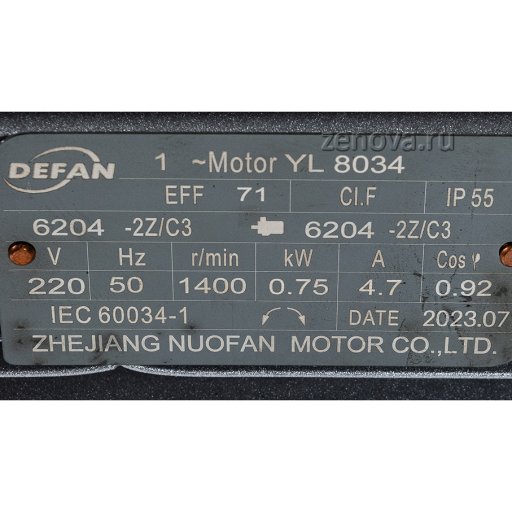 zenova.ru
DEFAN 1 ~Motor YL 8034
EFF 71 CI.F IP 55
6204 -2Z/C3 6204 -2Z/C3
V Hz r/min kW A Cos φ
220 50 1400 0.75 4.7 0.92
IEC 60034-1 DATE 2023.07
ZHEJIANG NUOFAN MOTOR CO.,LTD.